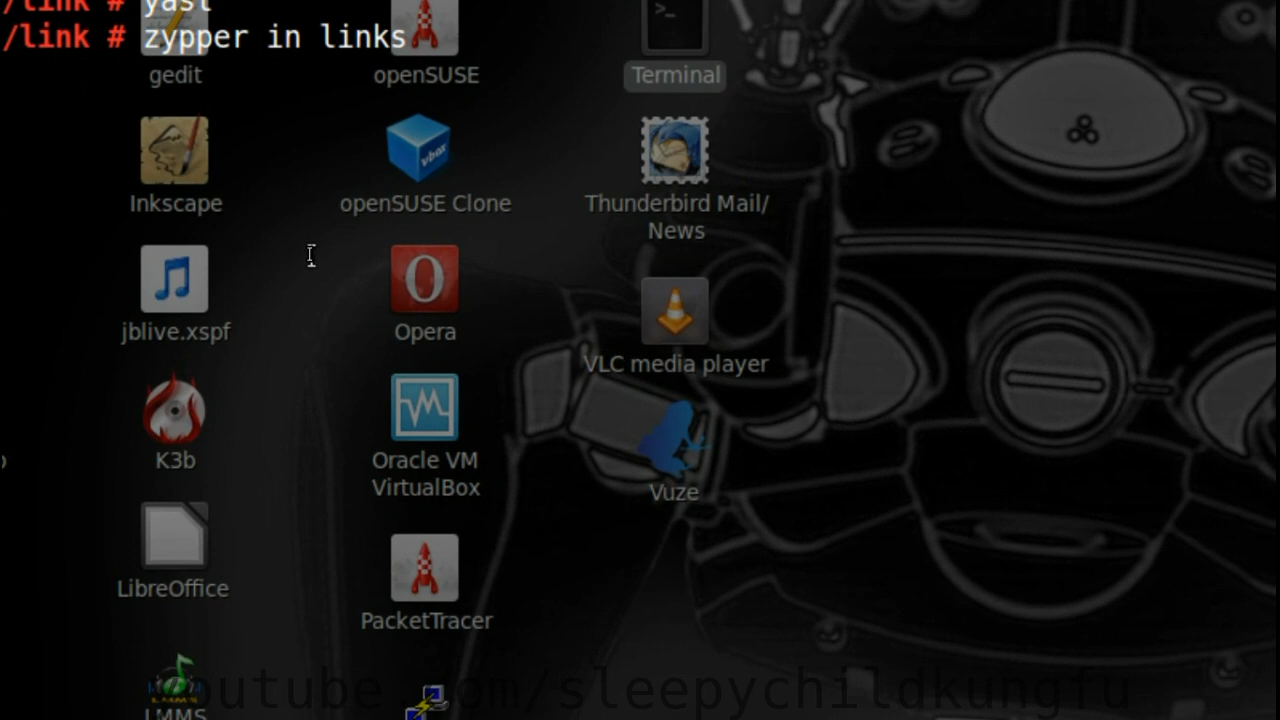 /link # yast
/link # zypper in links
gedit
openSUSE
Terminal
Inkscape
vbox
openSUSE Clone
Thunderbird Mail/
News
jblive.xspf
Opera
VLC media player
K3b
Oracle VM
VirtualBox
Vuze
LibreOffice
PacketTracer
LMMS
youtube.com/sleepychildkungfu